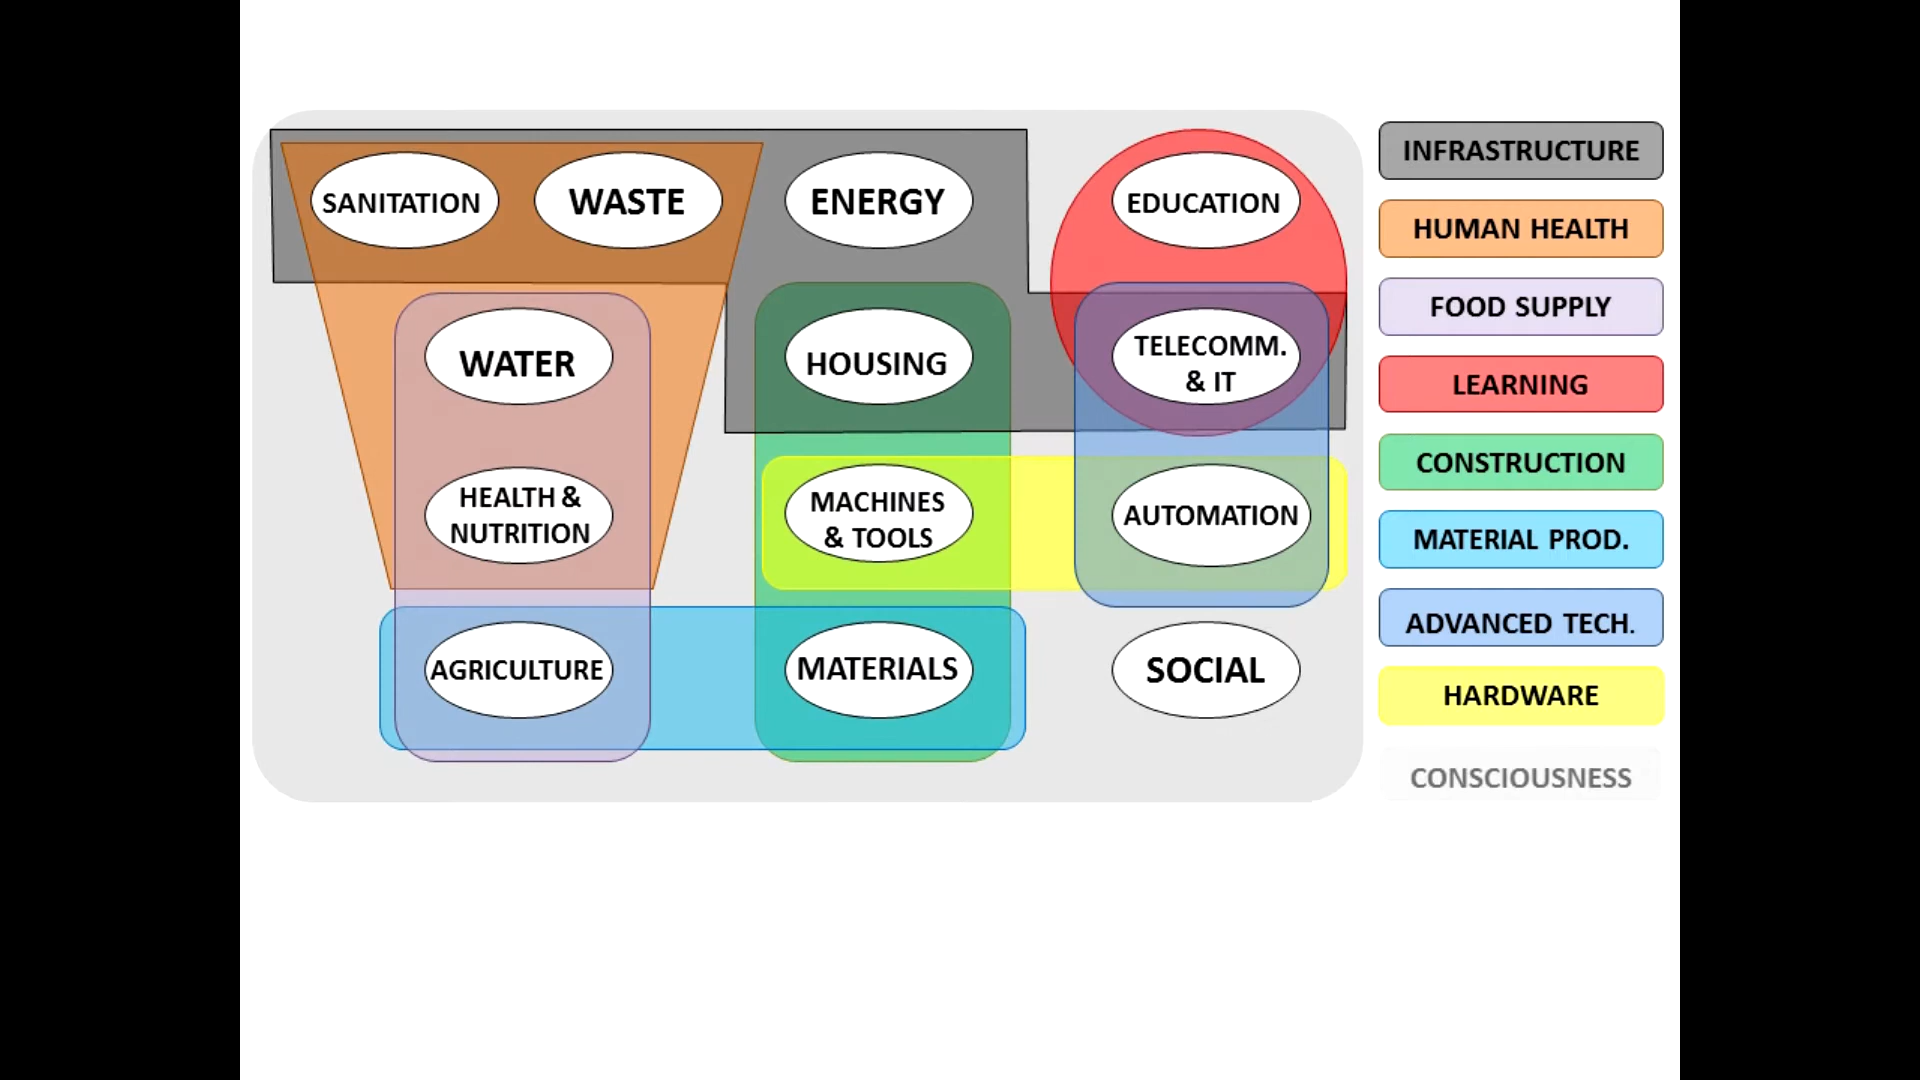 SANITATION
WASTE
ENERGY
EDUCATION
WATER
HOUSING
TELECOMM.
& IT
HEALTH &
NUTRITION
MACHINES
& TOOLS
AUTOMATION
AGRICULTURE
MATERIALS
SOCIAL
INFRASTRUCTURE
HUMAN HEALTH
FOOD SUPPLY
LEARNING
CONSTRUCTION
MATERIAL PROD.
ADVANCED TECH.
HARDWARE
CONSCIOUSNESS